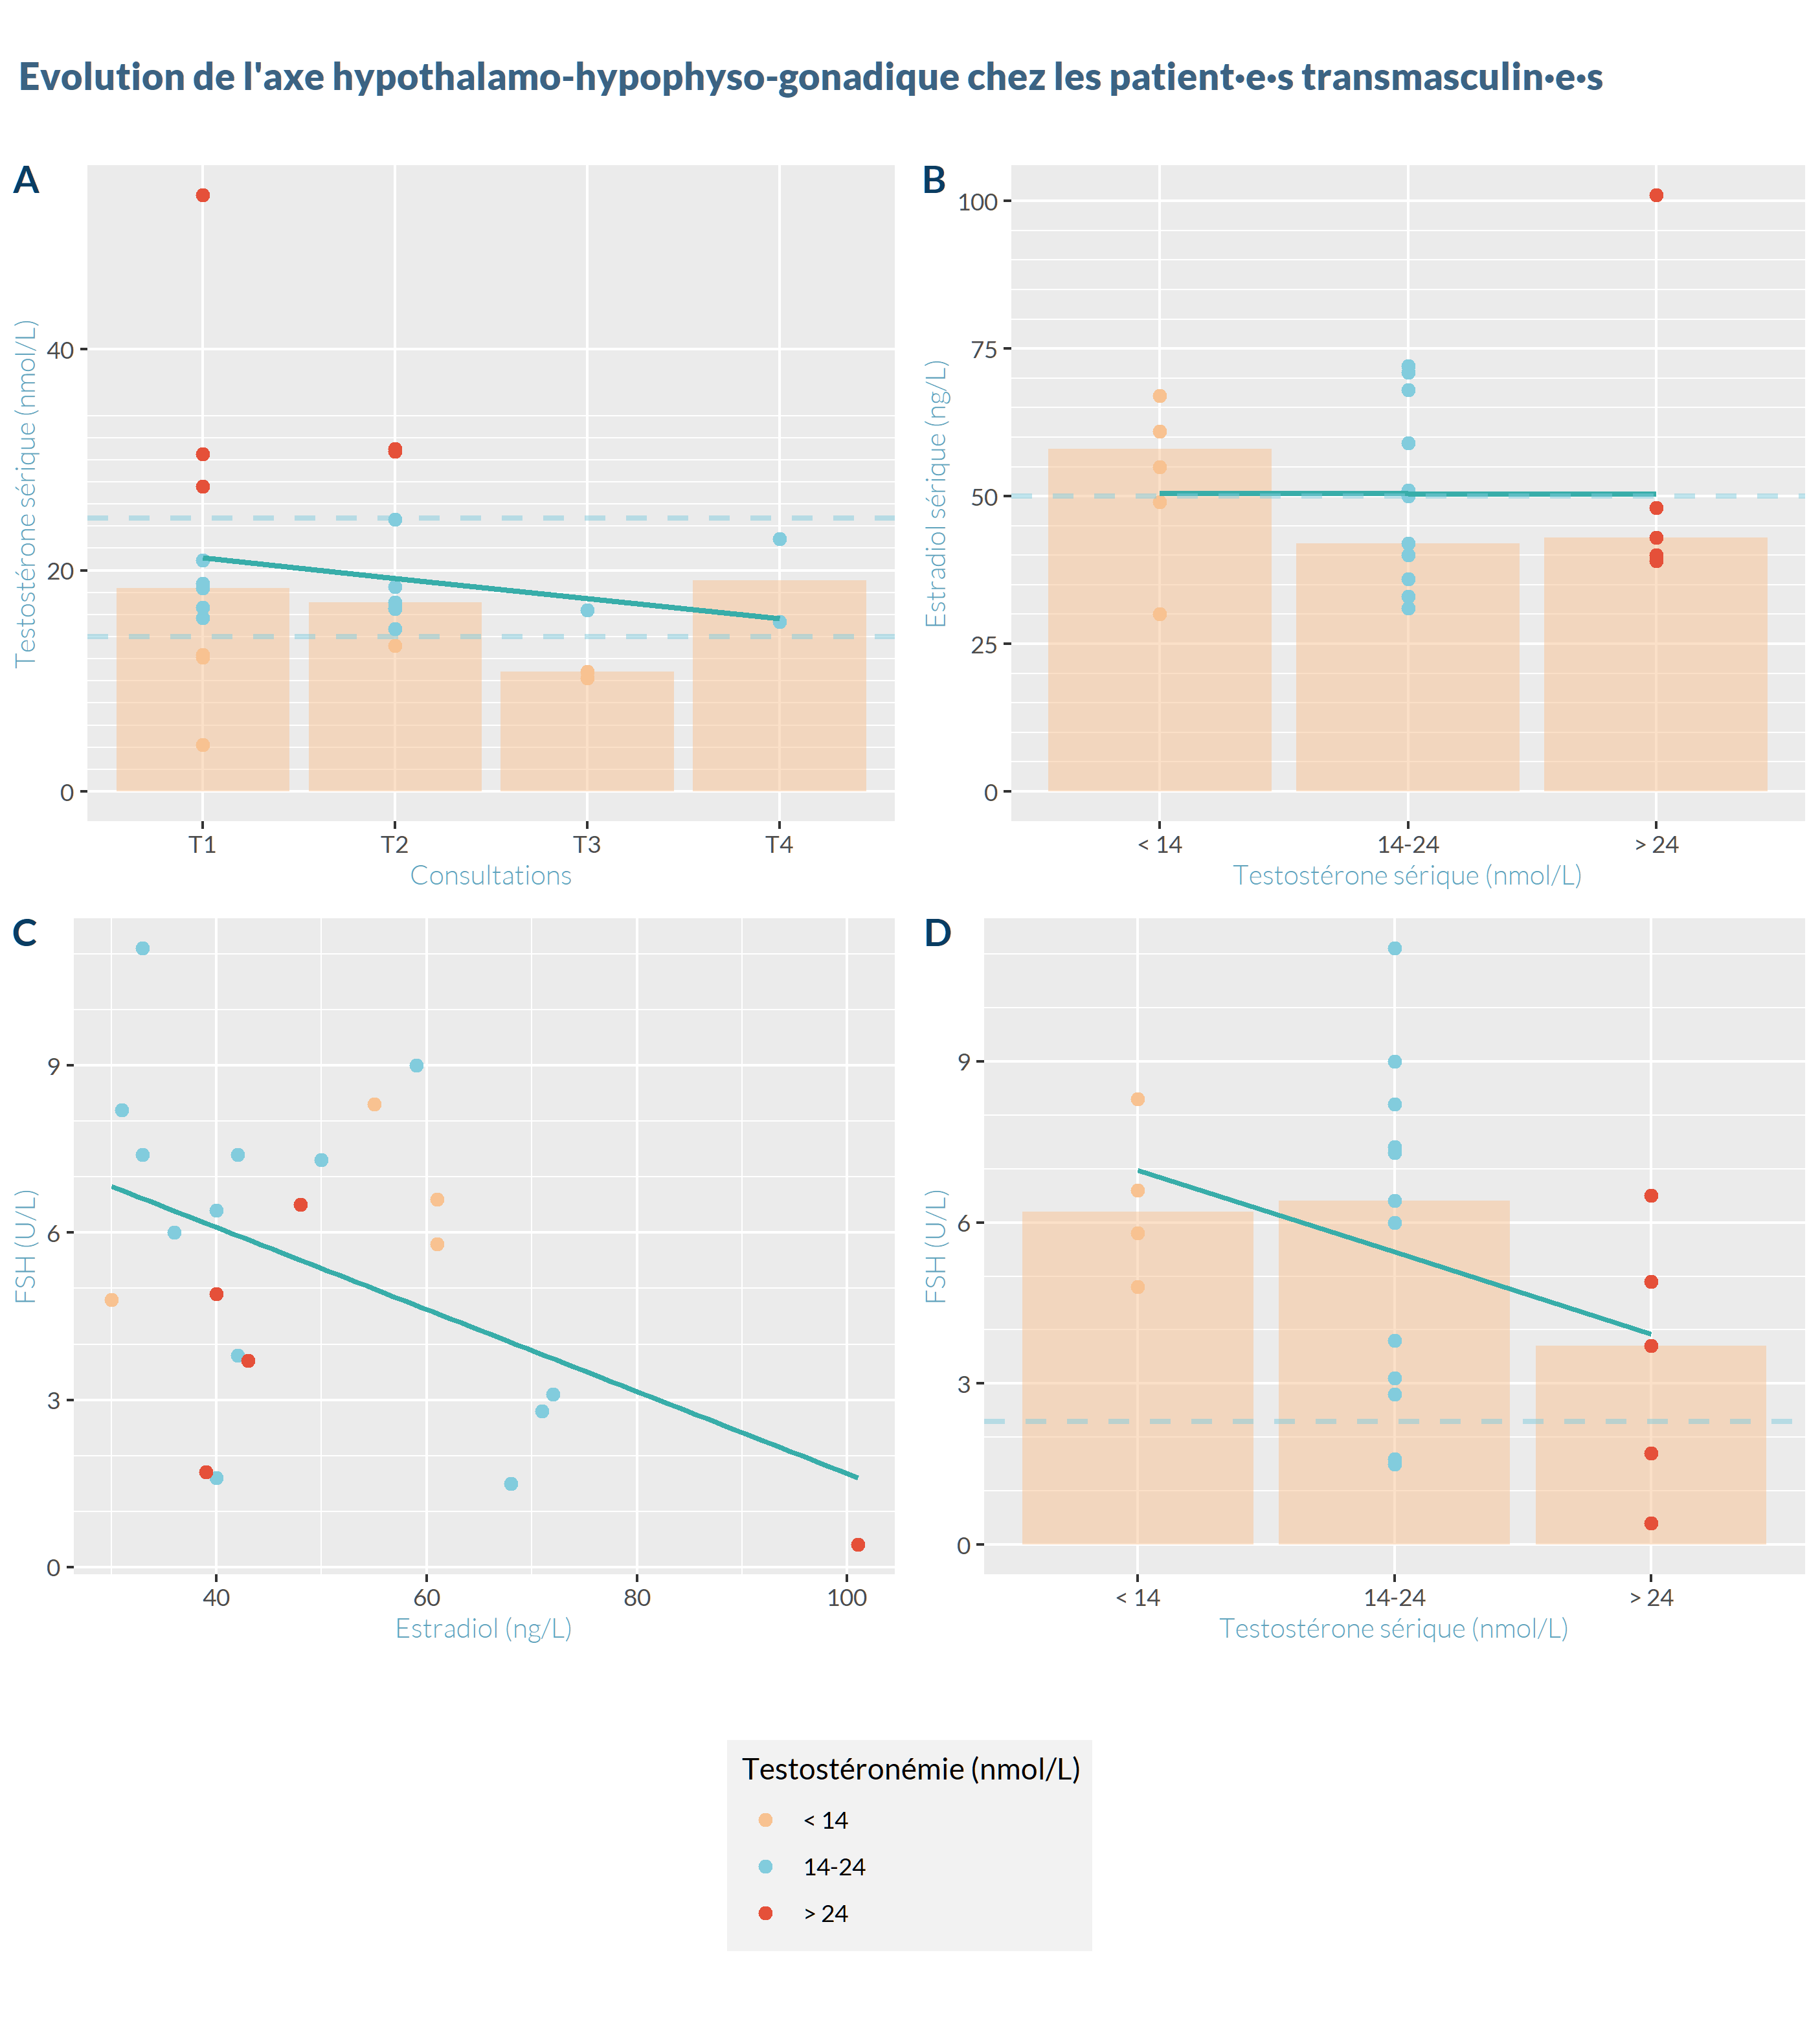 Evolution de l'axe hypothalamo-hypophyso-gonadique chez les patient·e·s transmasculin·e·s
A
Testostérone sérique (nmol/L)
40
20
0
T1 T2 T3 T4
Consultations
B
Estradiol sérique (ng/L)
100
75
50
25
0
< 14 14-24 > 24
Testostérone sérique (nmol/L)
C
FSH (U/L)
9
6
3
0
40 60 80 100
Estradiol (ng/L)
D
FSH (U/L)
9
6
3
0
< 14 14-24 > 24
Testostérone sérique (nmol/L)
Testostéronémie (nmol/L)
< 14
14-24
> 24